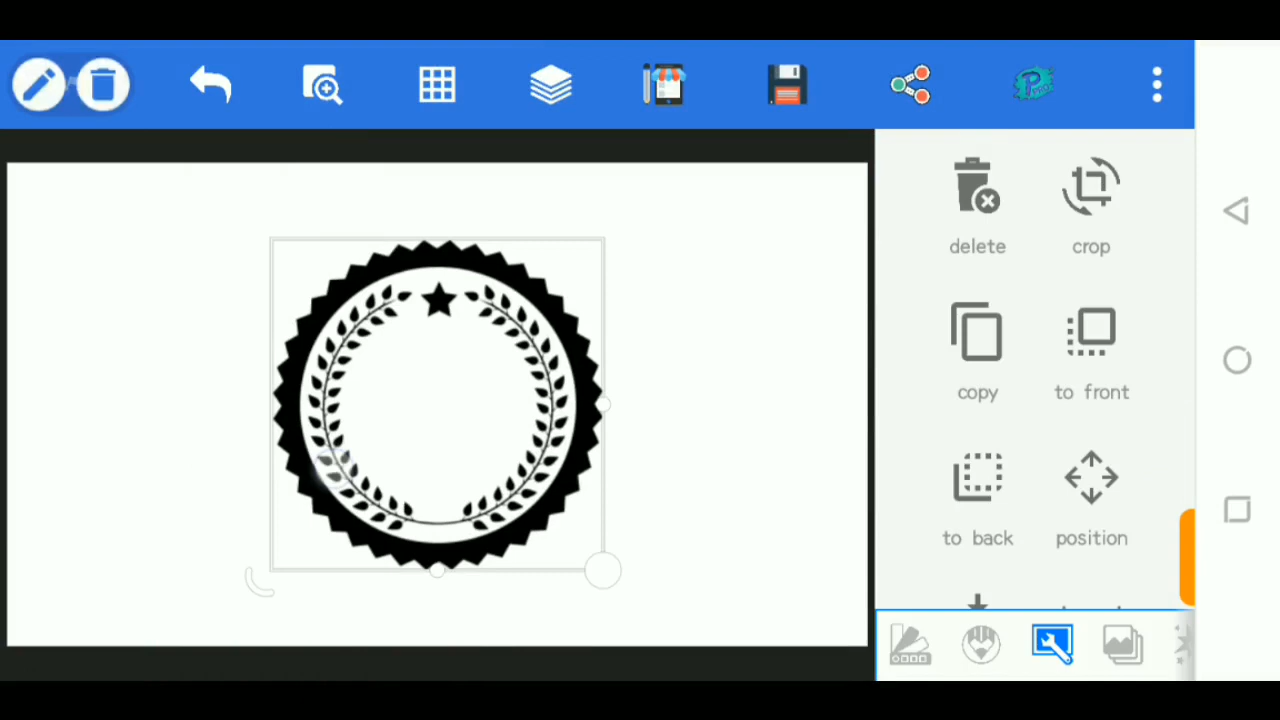 delete
crop
copy
to front
to back
position